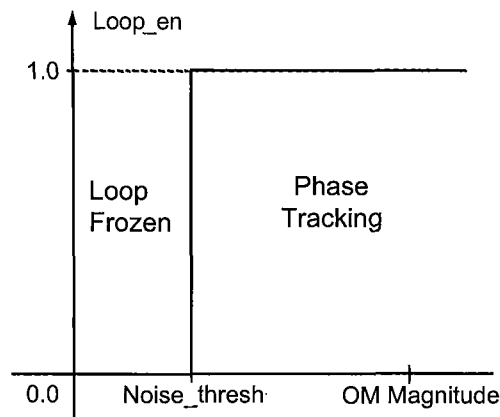 Loop_en
1.0
Loop
Frozen
Phase
Tracking
0.0
Noise_thresh
OM Magnitude